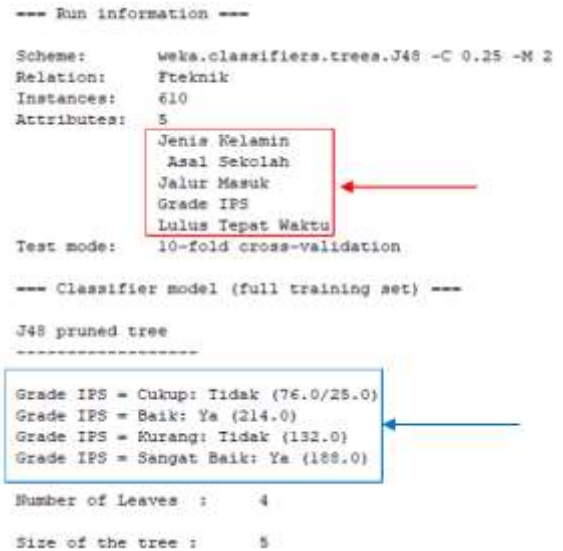 === Run information ===
Scheme: weka.classifiers.trees.J48 -C 0.25 -M 2
Relation: Fteknik
Instances: 610
Attributes: 5
Jenis Kelamin
Asal Sekolah
Jalur Masuk
Grade IPS
Lulus Tepat Waktu
Test mode: 10-fold cross-validation
=== Classifier model (full training set) ===
J48 pruned tree
------------------
Grade IPS = Cukup: Tidak (76.0/25.0)
Grade IPS = Baik: Ya (214.0)
Grade IPS = Kurang: Tidak (132.0)
Grade IPS = Sangat Baik: Ya (188.0)
Number of Leaves : 4
Size of the tree : 5